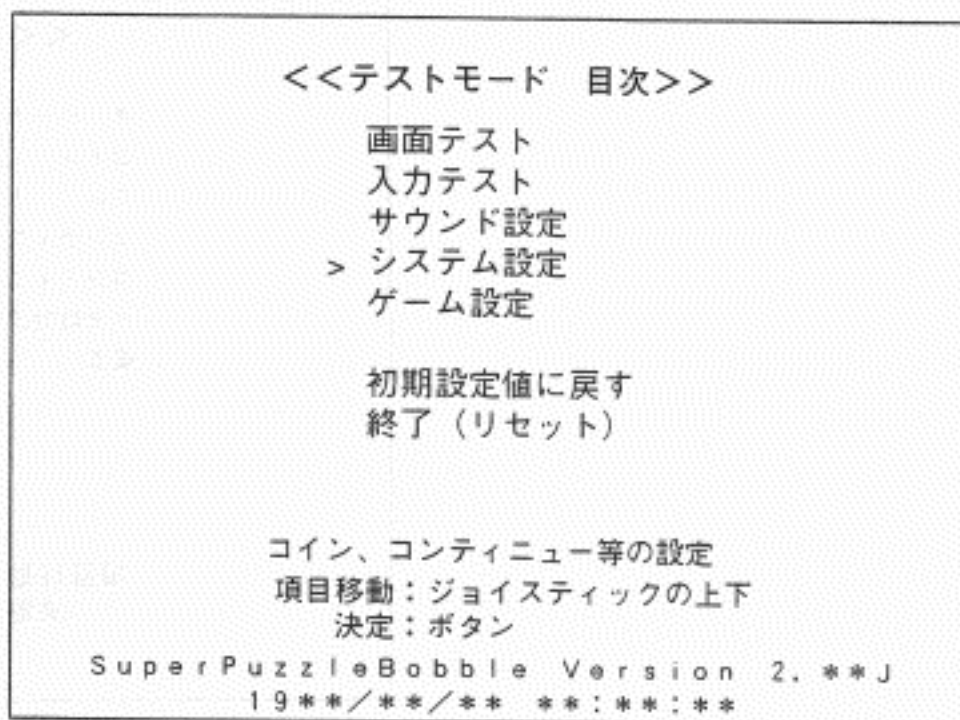 <<テストモード 目次>>
画面テスト
入力テスト
サウンド設定
> システム設定
ゲーム設定
初期設定値に戻す
終了（リセット）
コイン、コンティニュー等の設定
項目移動：ジョイスティックの上下
決定：ボタン
SuperPuzzleBobble Version 2.**J
19**/**/** **:**:**